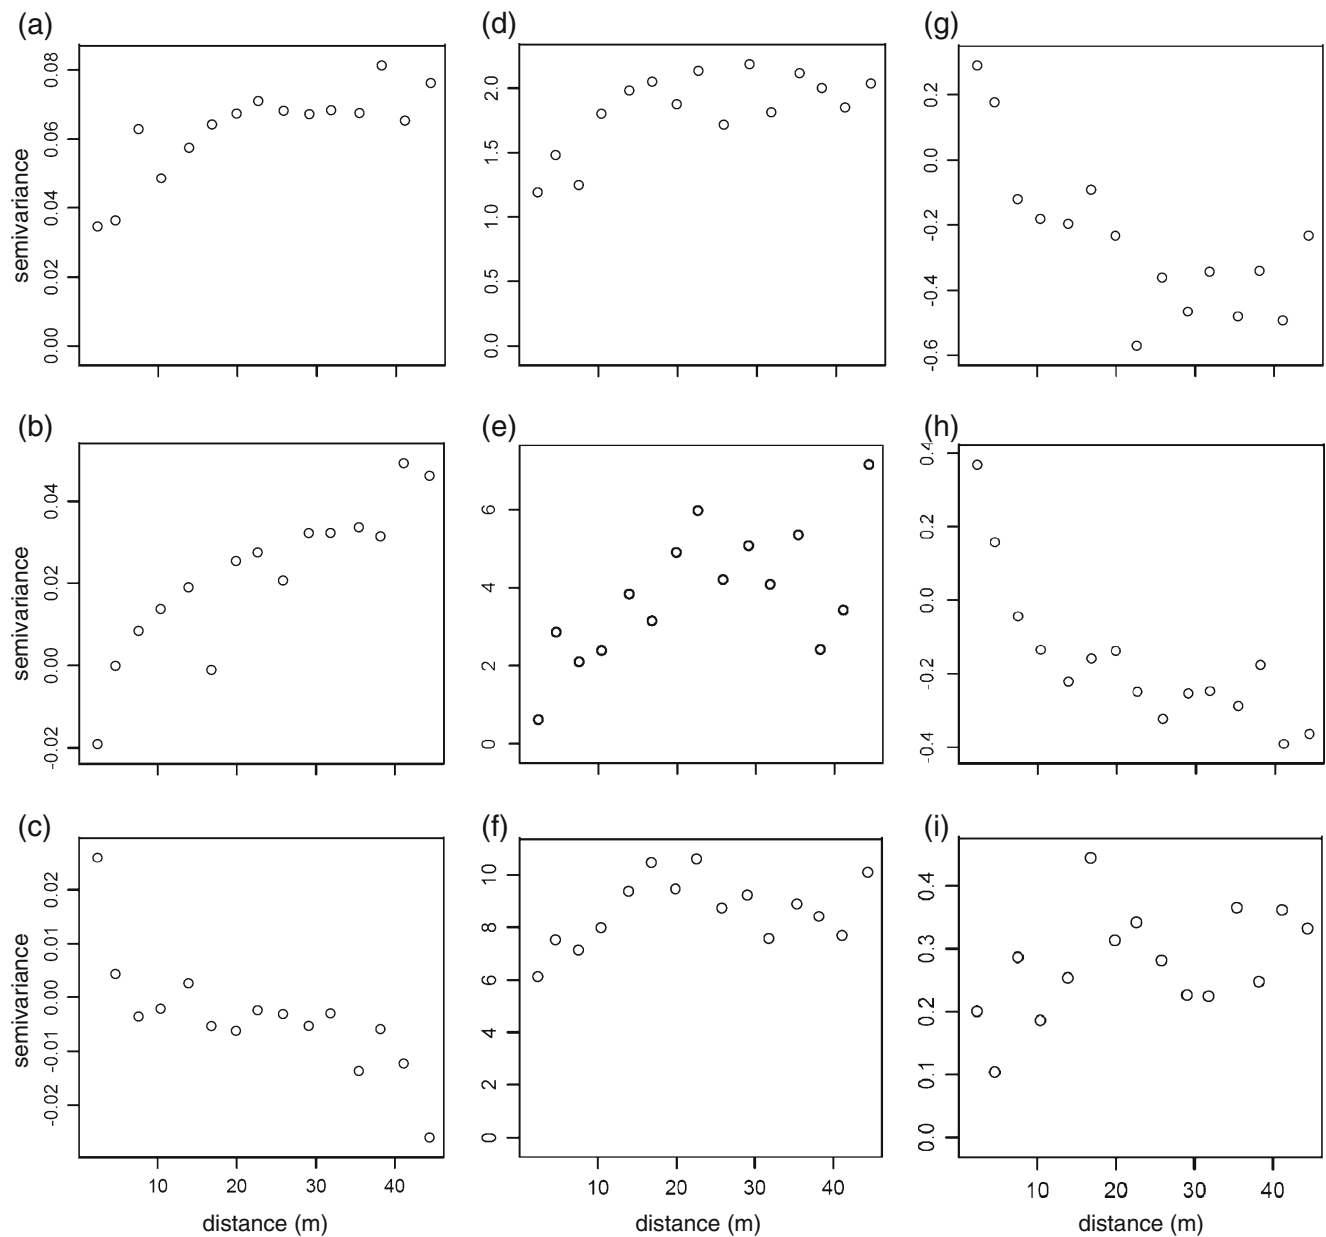 (a) (d) (g)
semivariance
0.00 0.02 0.04 0.06 0.08
0.0 0.5 1.0 1.5 2.0
-0.6 -0.4 -0.2 0.0 0.2
(b) (e) (h)
semivariance
-0.02 0.00 0.02 0.04
0 2 4 6
-0.4 -0.2 0.0 0.2 0.4
(c) (f) (i)
semivariance
-0.02 -0.01 0.00 0.01 0.02
0 2 4 6 8 10
0.0 0.1 0.2 0.3 0.4
10 20 30 40 10 20 30 40 10 20 30 40
distance (m) distance (m) distance (m)